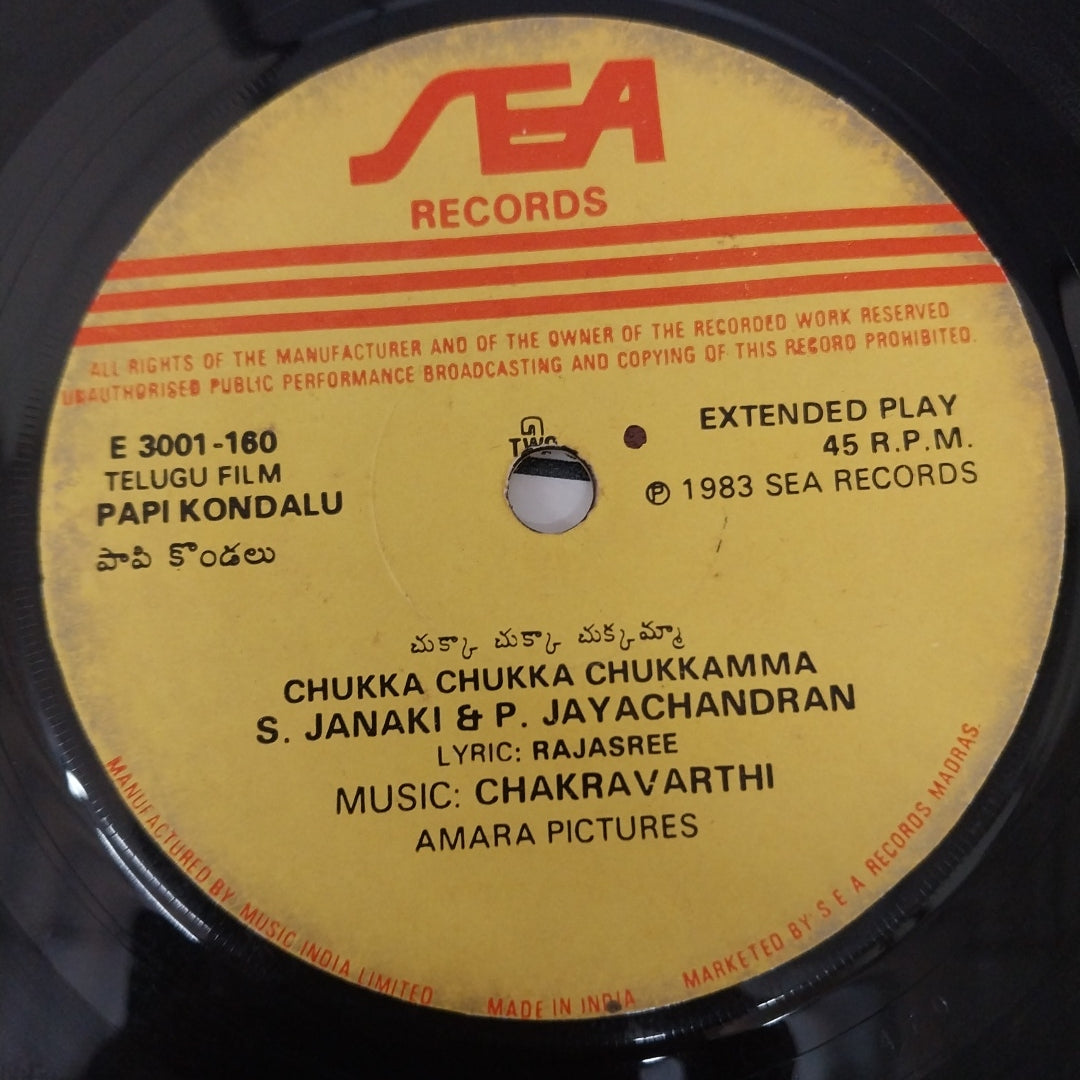 SEA
RECORDS
ALL RIGHTS OF THE MANUFACTURER AND OF THE OWNER OF THE RECORDED WORK RESERVED
UNAUTHORISED PUBLIC PERFORMANCE BROADCASTING AND COPYING OF THIS RECORD PROHIBITED.
E 3001-160
TELUGU FILM
PAPI KONDALU
పాపి కొండలు
TWO
EXTENDED PLAY
45 R.P.M.
℗ 1983 SEA RECORDS
చుక్కా చుక్కా చుక్కమ్మా
CHUKKA CHUKKA CHUKKAMMA
S. JANAKI & P. JAYACHANDRAN
LYRIC: RAJASREE
MUSIC: CHAKRAVARTHI
AMARA PICTURES
MANUFACTURED BY MUSIC INDIA LIMITED
MADE IN INDIA
MARKETED BY S E A RECORDS MADRAS.